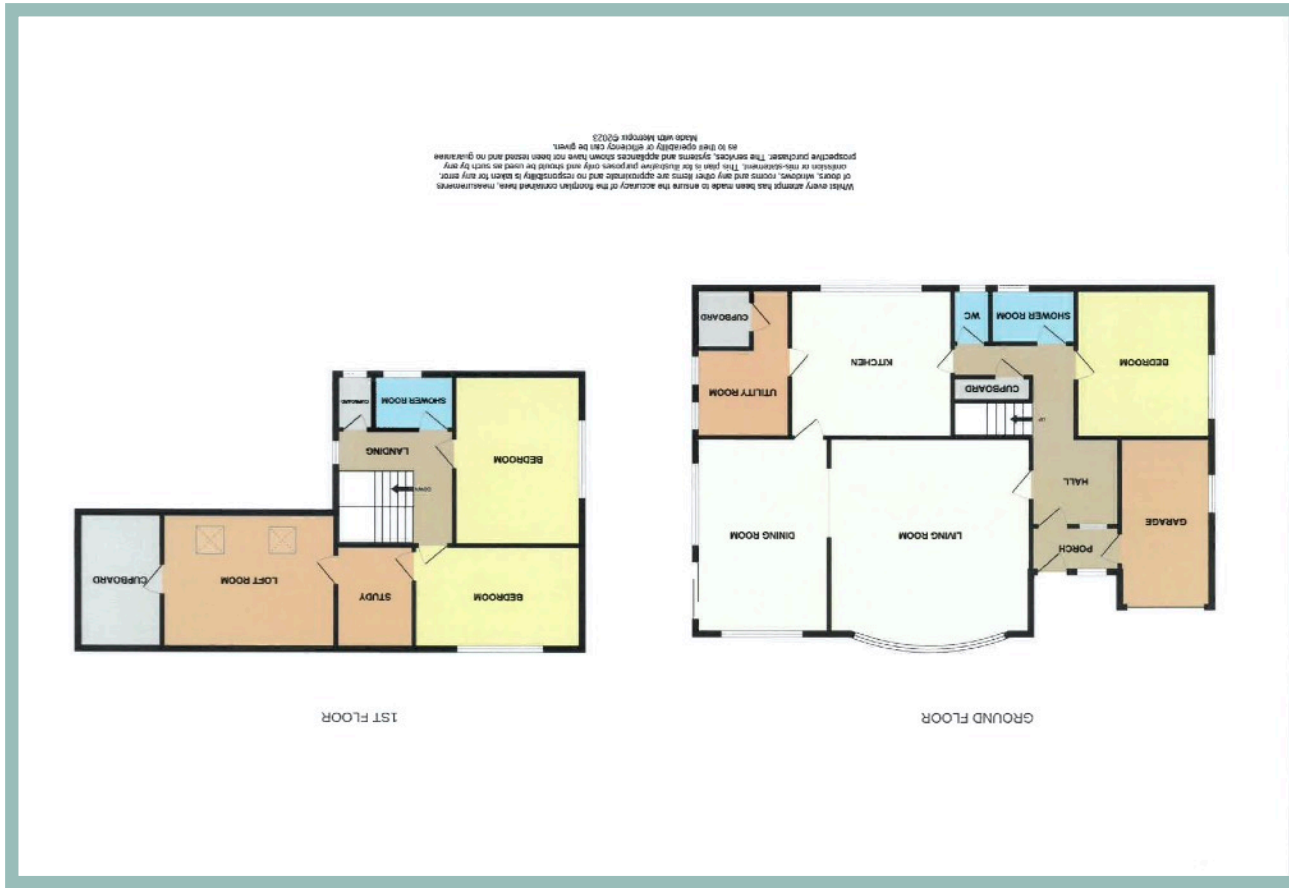 GROUND FLOOR
PORCH
GARAGE
LIVING ROOM
DINING ROOM
HALL
UP
CUPBOARD
UTILITY ROOM
BEDROOM
KITCHEN
SHOWER ROOM
WC
CUPBOARD
1ST FLOOR
BEDROOM
STUDY
LOFT ROOM
CUPBOARD
DOWN
BEDROOM
LANDING
SHOWER ROOM
CUPBOARD
Whilst every attempt has been made to ensure the accuracy of the floorplan contained here, measurements
of doors, windows, rooms and any other items are approximate and no responsibility is taken for any error,
omission or mis-statement. This plan is for illustrative purposes only and should be used as such by any
prospective purchaser. The services, systems and appliances shown have not been tested and no guarantee
as to their operability or efficiency can be given.
Made with Metropix ©2023